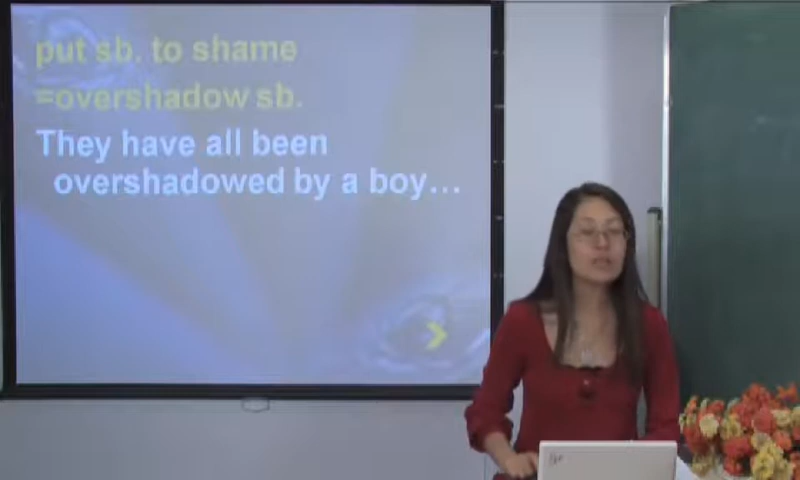 put sb. to shame
=overshadow sb.
They have all been
overshadowed by a boy…